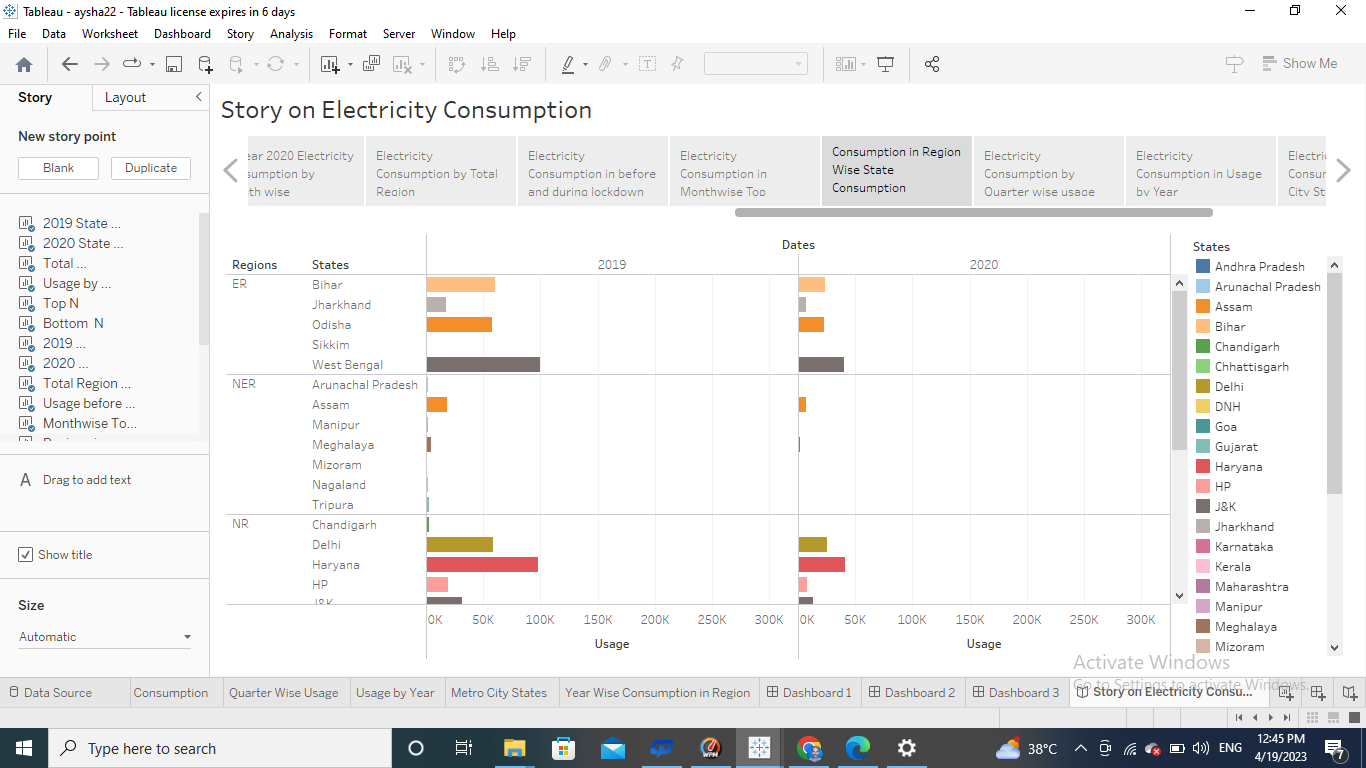 Tableau - aysha22 - Tableau license expires in 6 days
File Data Worksheet Dashboard Story Analysis Format Server Window Help
Show Me
Story Layout
New story point
Blank Duplicate
2019 State ...
2020 State ...
Total ...
Usage by ...
Top N
Bottom N
2019 ...
2020 ...
Total Region ...
Usage before ...
Monthwise To...
A Drag to add text
Show title
Size
Automatic
Story on Electricity Consumption
ear 2020 Electricity
sumption by
th wise
Electricity
Consumption by Total
Region
Electricity
Consumption in before
and during lockdown
Electricity
Consumption in
Monthwise Top
Consumption in Region
Wise State
Consumption
Electricity
Consumption by
Quarter wise usage
Electricity
Consumption in Usage
by Year
Electri
Consur
City St
Dates
Regions States 2019 2020
ER Bihar
Jharkhand
Odisha
Sikkim
West Bengal
NER Arunachal Pradesh
Assam
Manipur
Meghalaya
Mizoram
Nagaland
Tripura
NR Chandigarh
Delhi
Haryana
HP
J&K
0K 50K 100K 150K 200K 250K 300K 0K 50K 100K 150K 200K 250K 300K
Usage Usage
States
Andhra Pradesh
Arunachal Pradesh
Assam
Bihar
Chandigarh
Chhattisgarh
Delhi
DNH
Goa
Gujarat
Haryana
HP
J&K
Jharkhand
Karnataka
Kerala
Maharashtra
Manipur
Meghalaya
Mizoram
Activate Windows
Go to Settings to activate Windows.
Data Source Consumption Quarter Wise Usage Usage by Year Metro City States Year Wise Consumption in Region Dashboard 1 Dashboard 2 Dashboard 3 Story on Electricity Consu...
Type here to search
WPM
38°C ENG
12:45 PM
4/19/2023
7